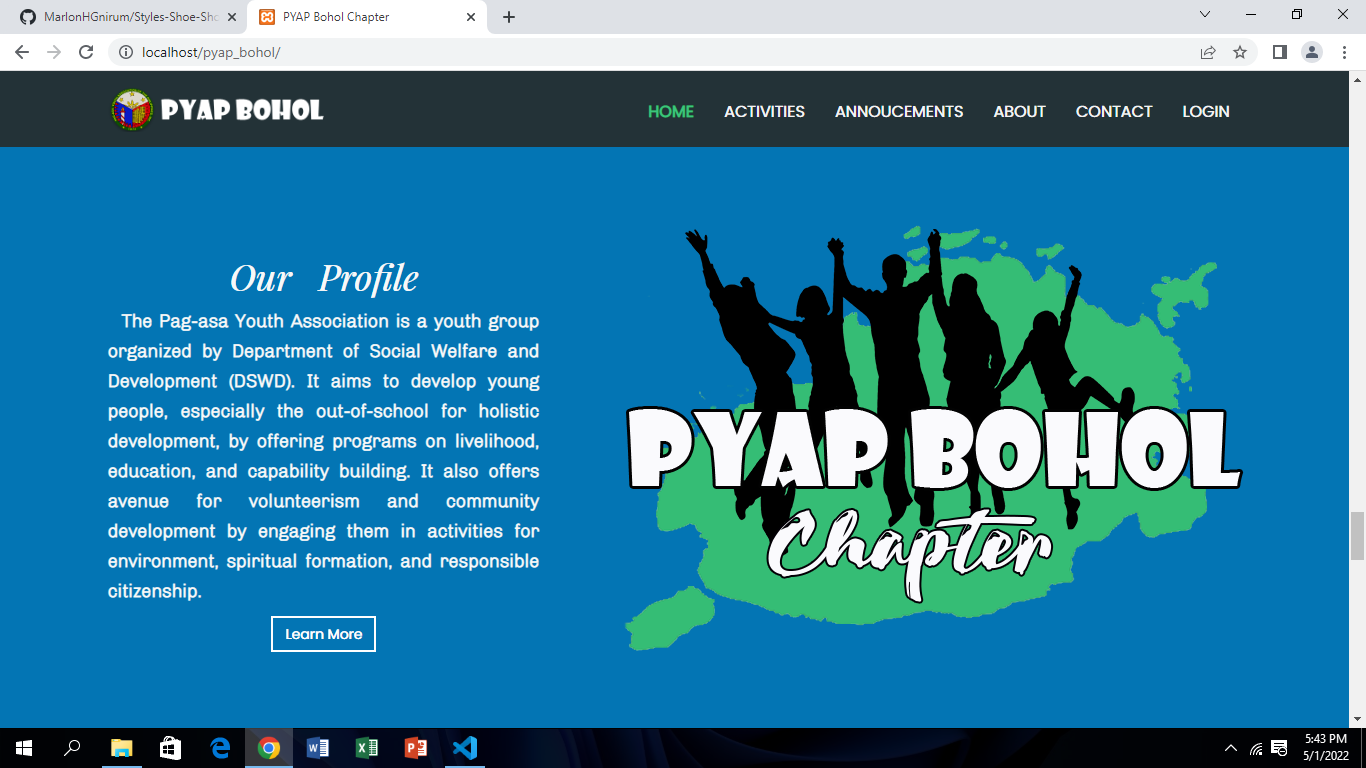 MarlonHGnirum/Styles-Shoe-Sho
PYAP Bohol Chapter
localhost/pyap_bohol/
PYAP BOHOL
HOME ACTIVITIES ANNOUCEMENTS ABOUT CONTACT LOGIN
Our Profile
The Pag-asa Youth Association is a youth group
organized by Department of Social Welfare and
Development (DSWD). It aims to develop young
people, especially the out-of-school for holistic
development, by offering programs on livelihood,
education, and capability building. It also offers
avenue for volunteerism and community
development by engaging them in activities for
environment, spiritual formation, and responsible
citizenship.
Learn More
PYAP BOHOL
Chapter
5:43 PM
5/1/2022